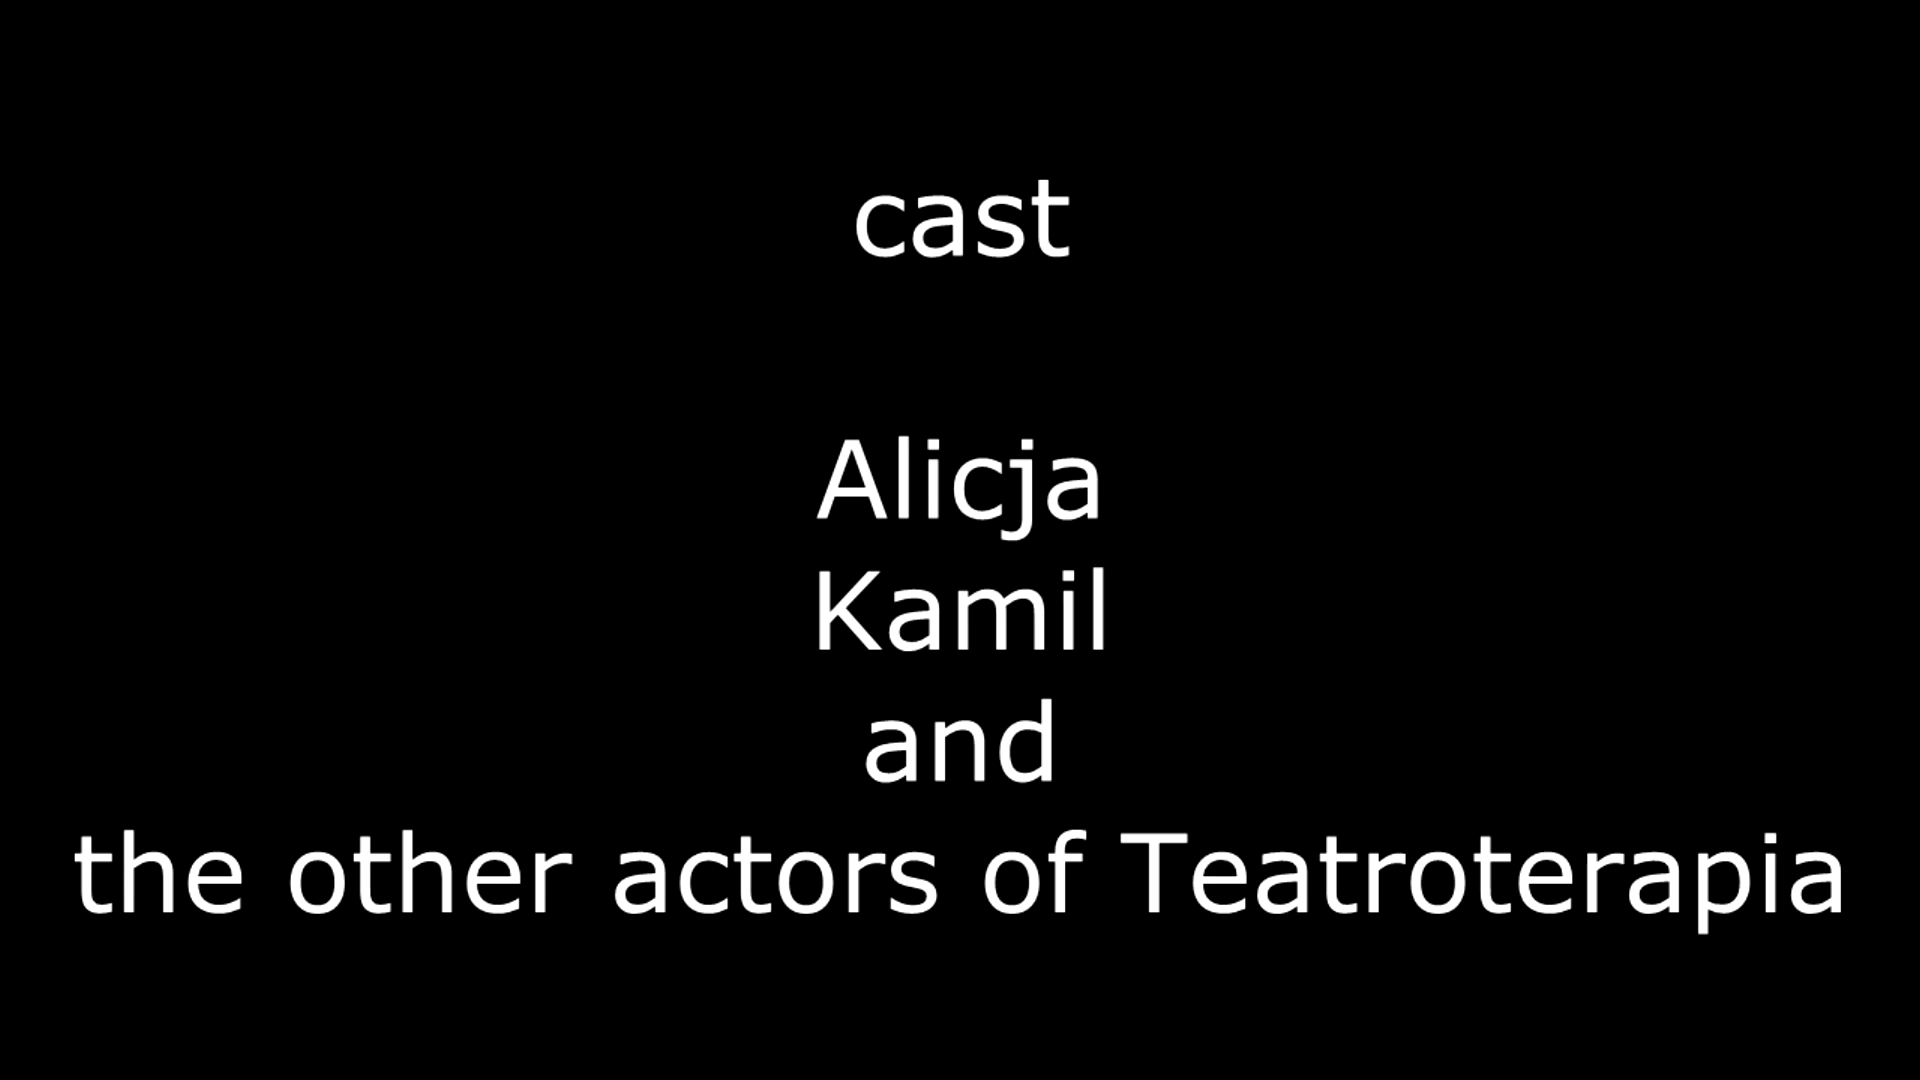 cast
Alicja
Kamil
and
the other actors of Teatroterapia